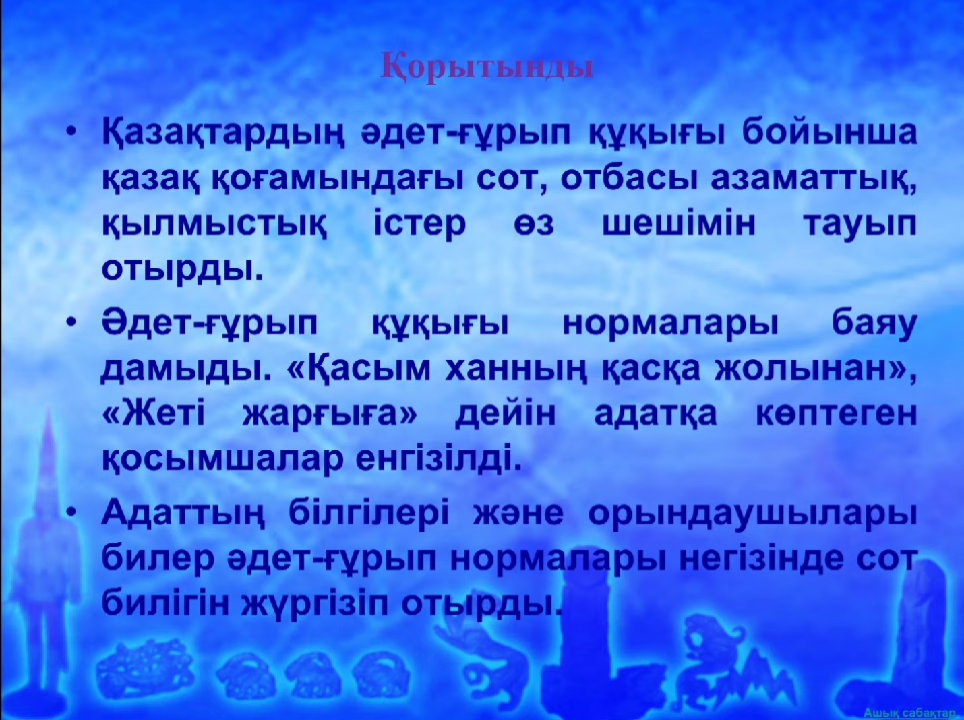 Қорытынды
• Қазақтардың әдет-ғұрып құқығы бойынша
қазақ қоғамындағы сот, отбасы азаматтық,
қылмыстық істер өз шешімін тауып
отырды.
• Әдет-ғұрып құқығы нормалары баяу
дамыды. «Қасым ханның қасқа жолынан»,
«Жеті жарғыға» дейін адатқа көптеген
қосымшалар енгізілді.
• Адаттың білгілері және орындаушылары
билер әдет-ғұрып нормалары негізінде сот
билігін жүргізіп отырды.
Ашық сабақтар